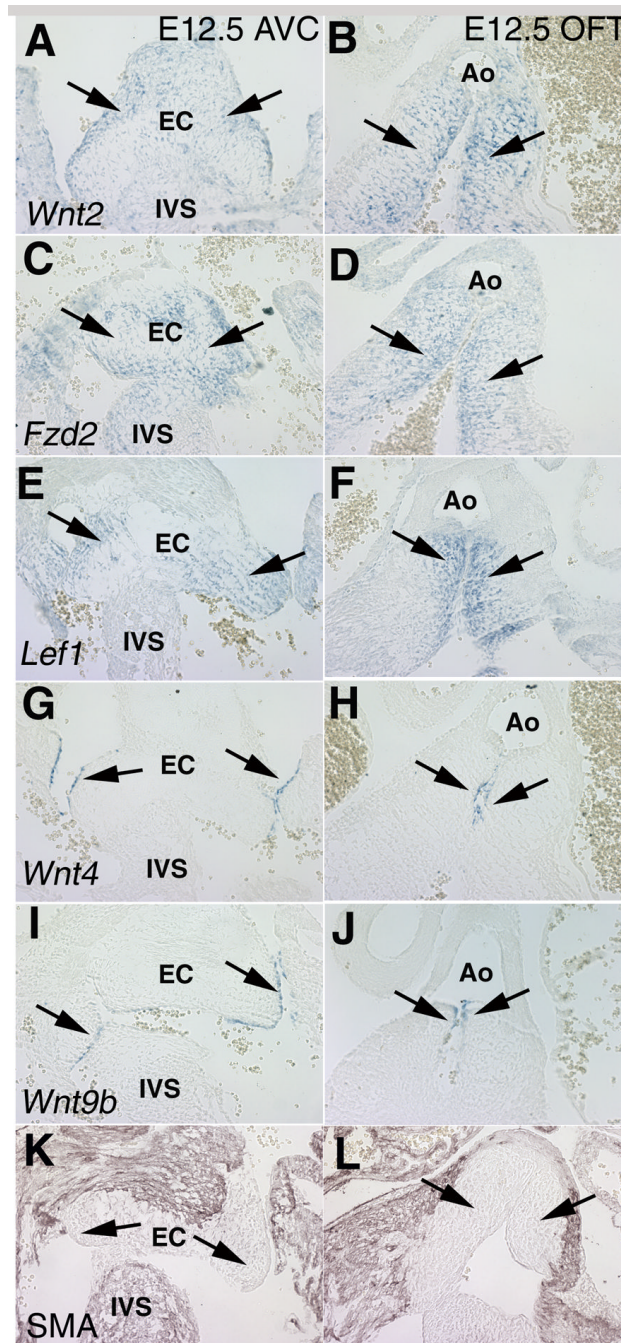 E12.5 AVC
E12.5 OFT
A
EC
IVS
Wnt2
B
Ao
C
EC
IVS
Fzd2
D
Ao
E
EC
IVS
Lef1
F
Ao
G
EC
IVS
Wnt4
H
Ao
I
EC
IVS
Wnt9b
J
Ao
K
EC
IVS
SMA
L